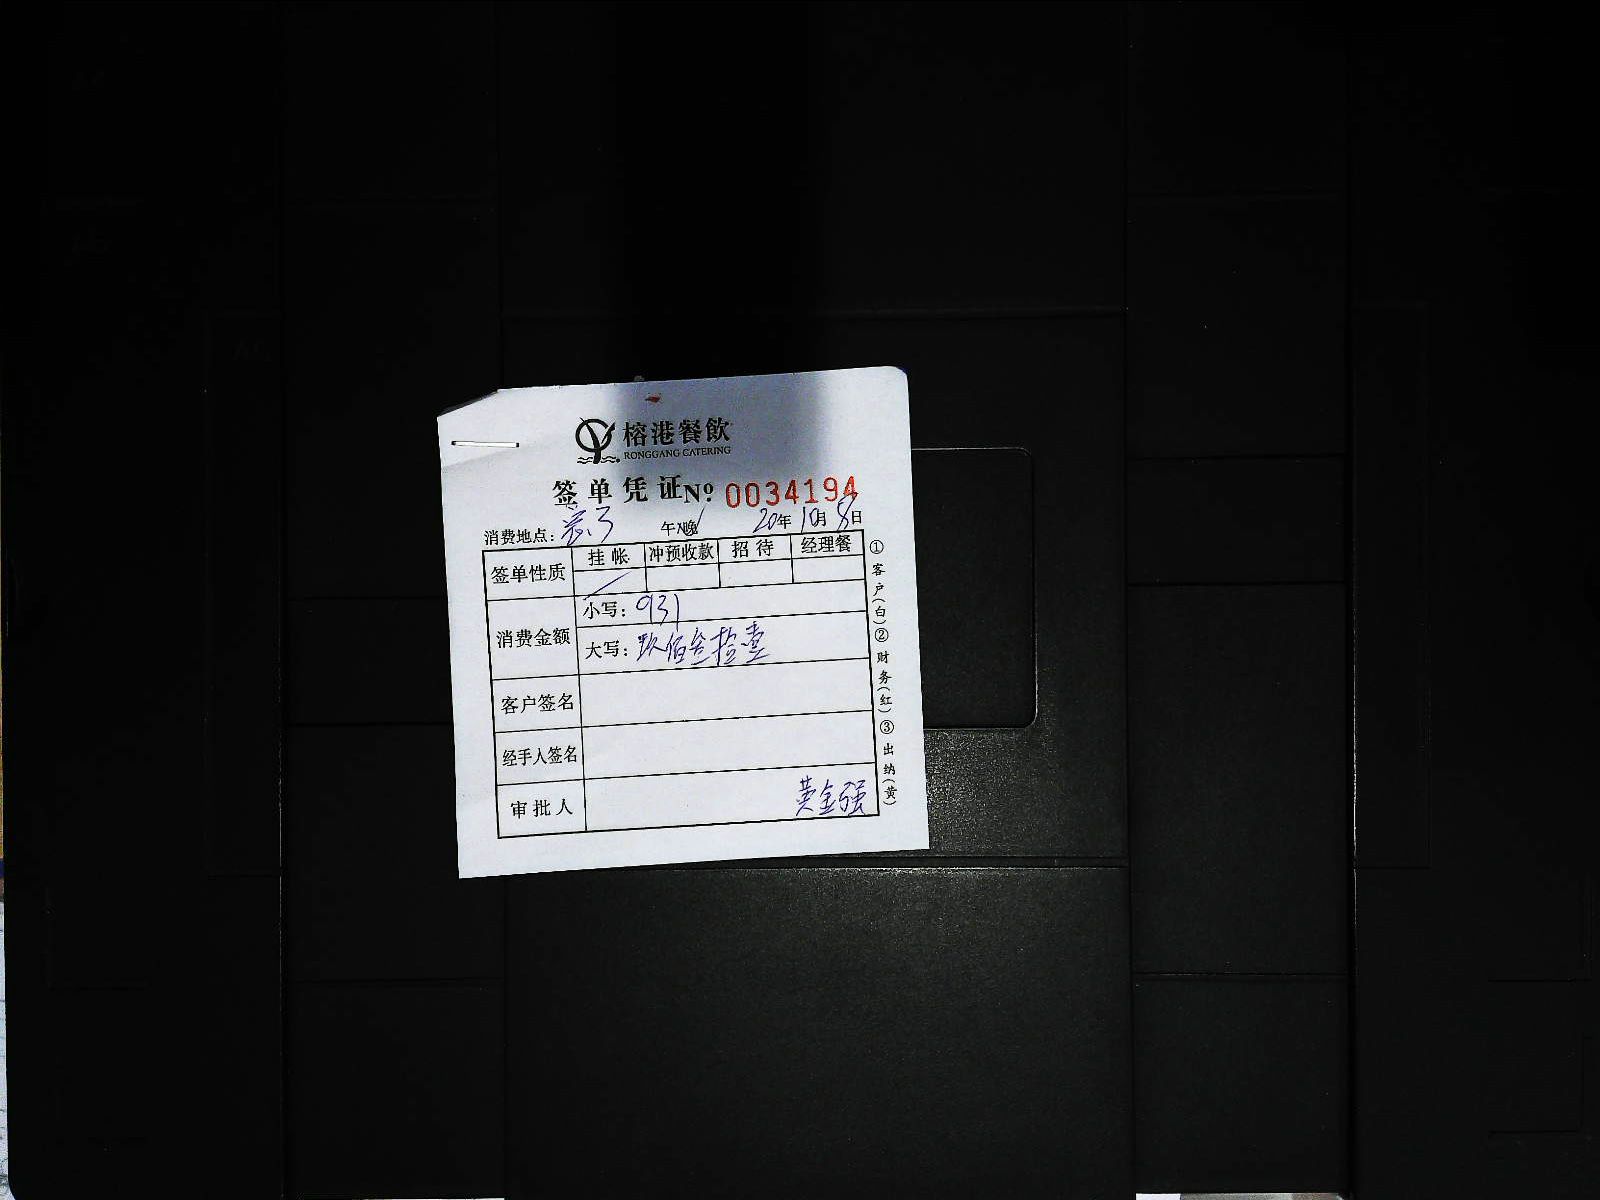 榕港餐飲
RONGGANG CATERING
签单凭证 Nº 0034194
消费地点: 午\晚 20年10月8日
签单性质 挂帐 冲预收款 招待 经理餐
消费金额 小写: 931
大写: 玖佰叁拾壹
客户签名
经手人签名
审批人 黄金强
①客户(白)②财务(红)③出纳(黄)